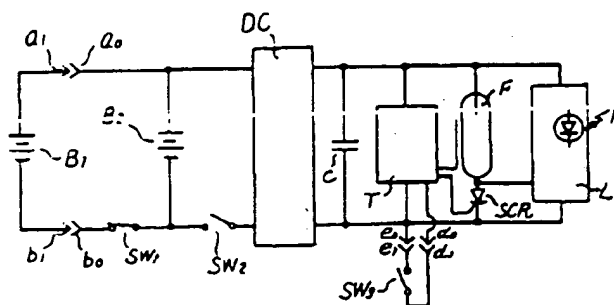 DC
a₁ a₀
F
B₂
B₁
C
T
SCR
L
b₁ b₀ SW₁
SW₂
e₀ d₀
e₁ d₁
SW₃